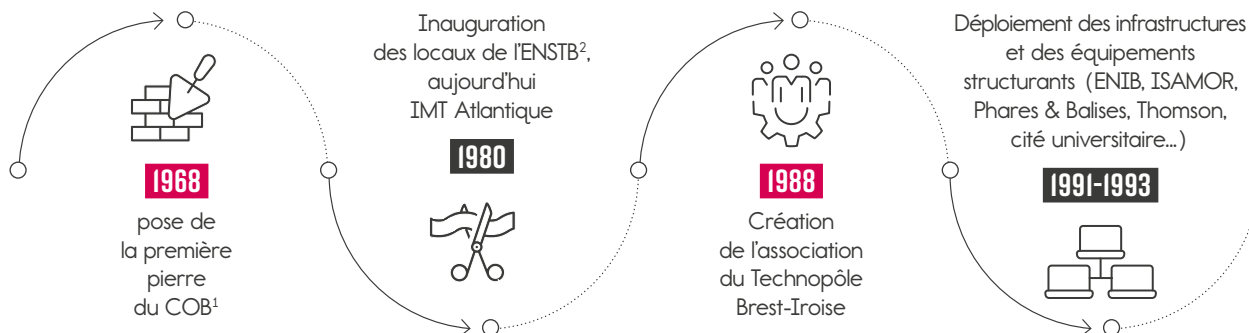 1968
pose de
la première
pierre
du COB¹
Inauguration
des locaux de l'ENSTB²,
aujourd'hui
IMT Atlantique
1980
1988
Création
de l'association
du Technopôle
Brest-Iroise
Déploiement des infrastructures
et des équipements
structurants (ENIB, ISAMOR,
Phares & Balises, Thomson,
cité universitaire...)
1991-1993